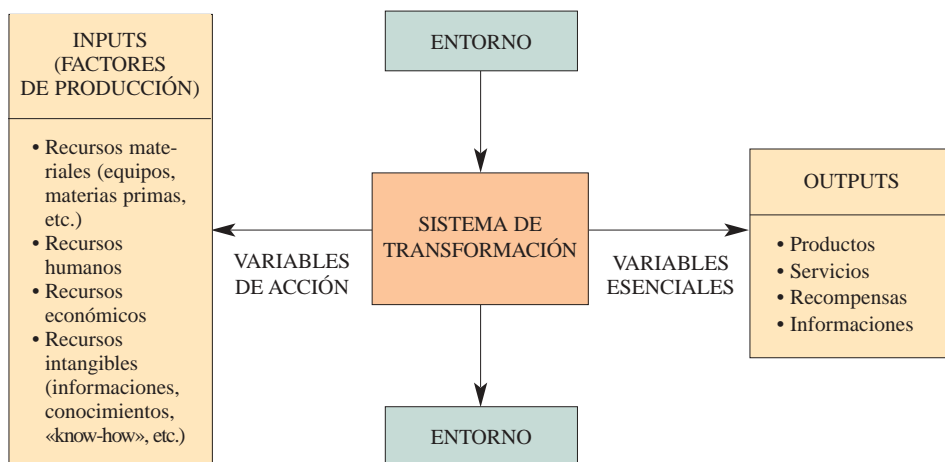 INPUTS
(FACTORES
DE PRODUCCIÓN)
• Recursos mate-
riales (equipos,
materias primas,
etc.)
• Recursos
humanos
• Recursos
económicos
• Recursos
intangibles
(informaciones,
conocimientos,
«know-how», etc.)
VARIABLES
DE ACCIÓN
ENTORNO
SISTEMA DE
TRANSFORMACIÓN
ENTORNO
VARIABLES
ESENCIALES
OUTPUTS
• Productos
• Servicios
• Recompensas
• Informaciones